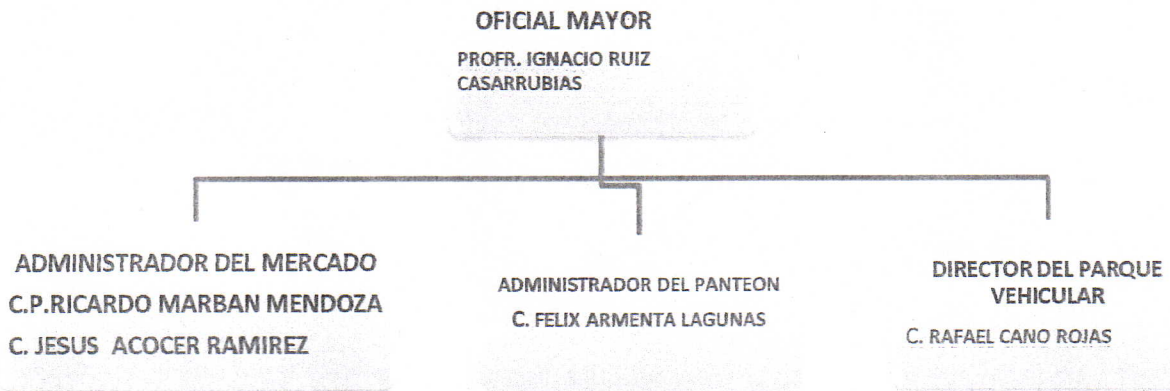 OFICIAL MAYOR
PROFR. IGNACIO RUIZ
CASARRUBIAS
ADMINISTRADOR DEL MERCADO
C.P.RICARDO MARBAN MENDOZA
C. JESUS ACOCER RAMIREZ
ADMINISTRADOR DEL PANTEON
C. FELIX ARMENTA LAGUNAS
DIRECTOR DEL PARQUE
VEHICULAR
C. RAFAEL CANO ROJAS